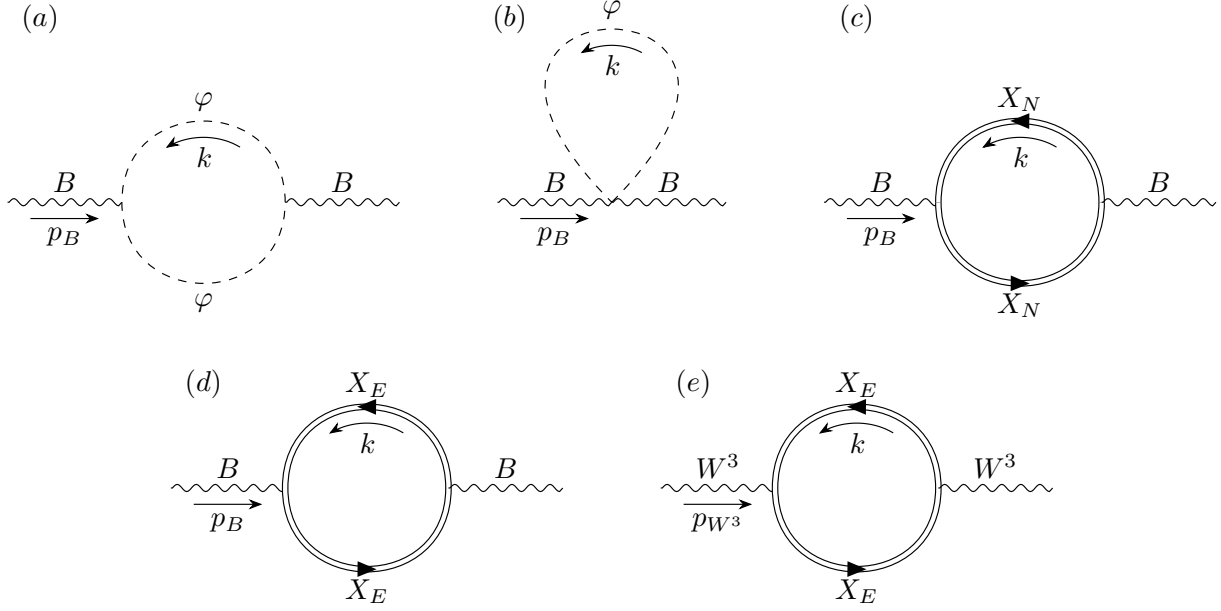 (a)
φ
k
B
B
p_B
φ
(b)
φ
k
B
B
p_B
(c)
X_N
k
B
B
p_B
X_N
(d)
X_E
k
B
B
p_B
X_E
(e)
X_E
k
W^3
W^3
p_{W^3}
X_E